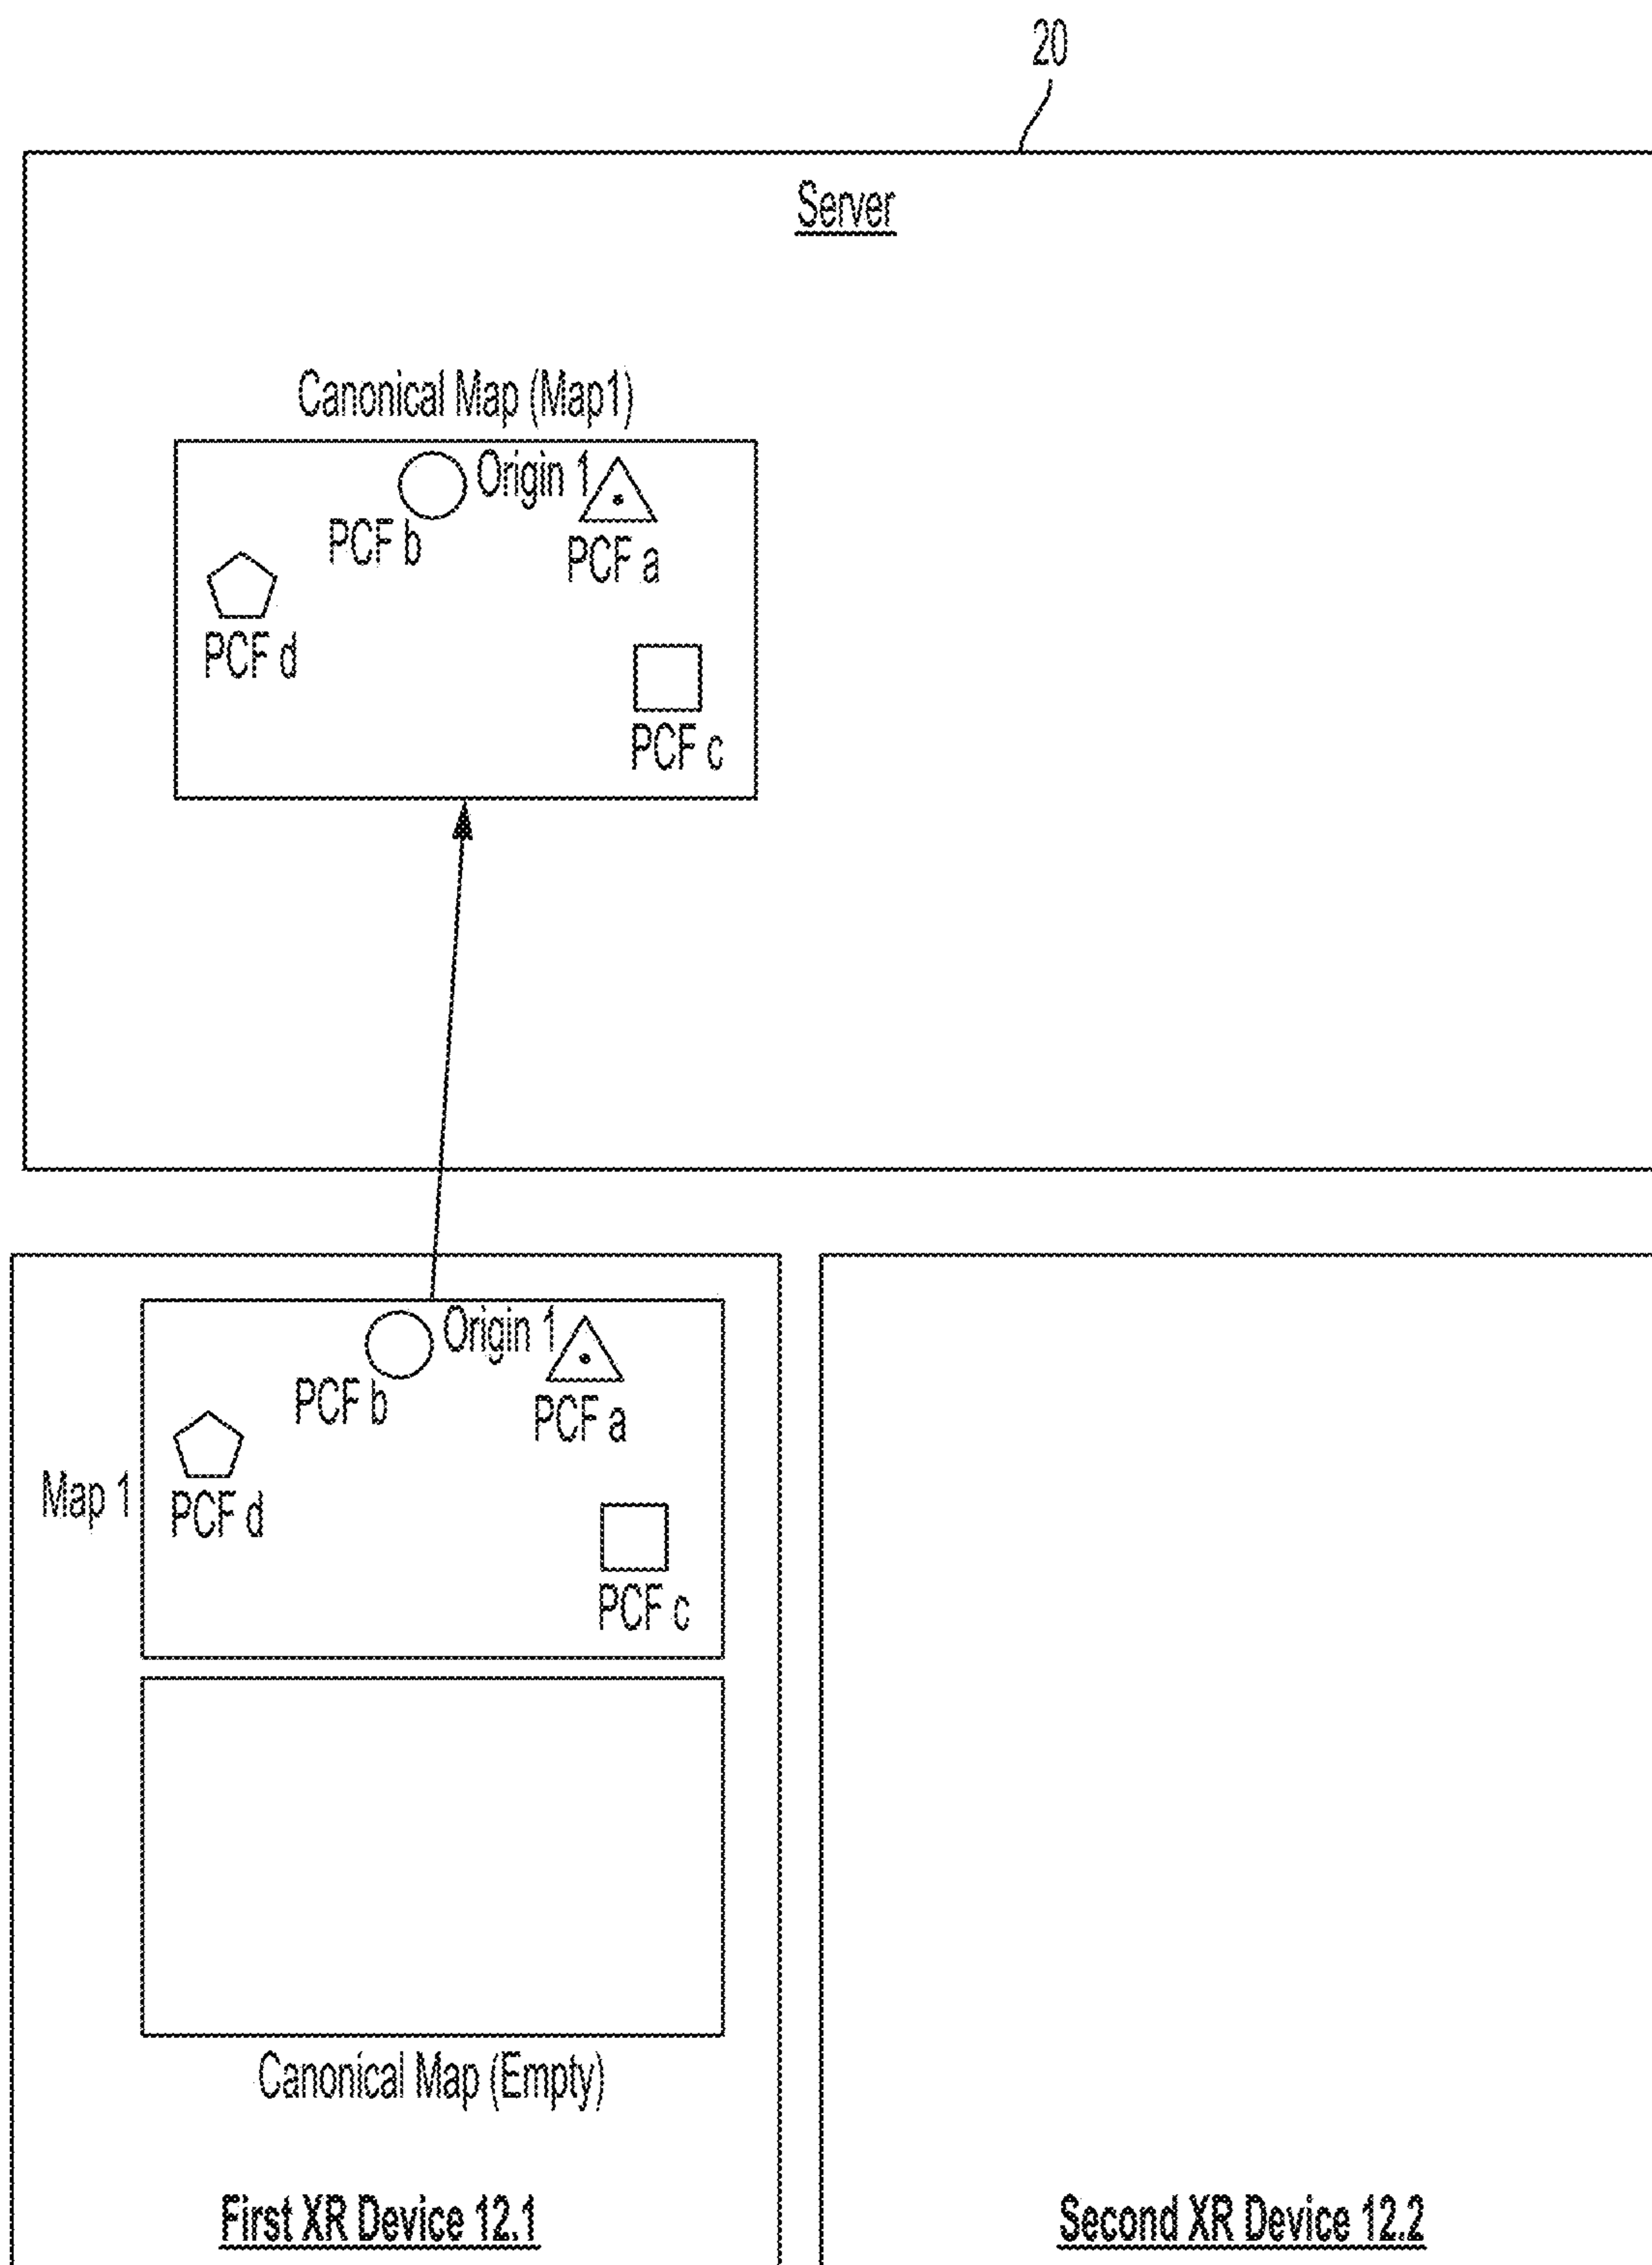 20
Server
Canonical Map (Map1)
Origin 1
PCF b
PCF a
PCF d
PCF c
Origin 1
PCF b
PCF a
Map 1
PCF d
PCF c
Canonical Map (Empty)
First XR Device 12.1
Second XR Device 12.2